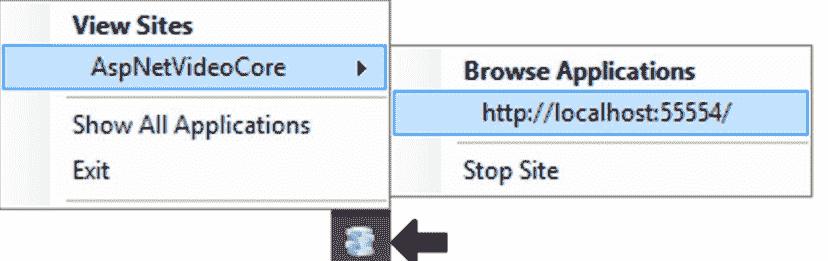 View Sites
AspNetVideoCore
Show All Applications
Exit
Browse Applications
http://localhost:55554/
Stop Site